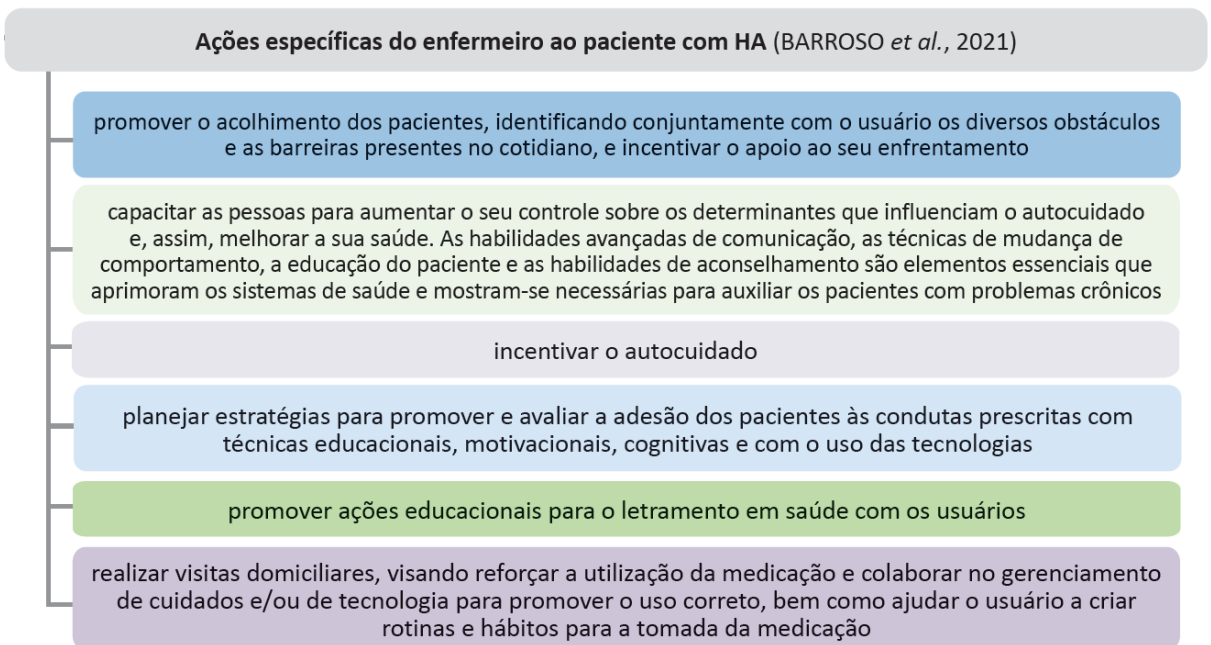 Ações específicas do enfermeiro ao paciente com HA (BARROSO et al., 2021)
promover o acolhimento dos pacientes, identificando conjuntamente com o usuário os diversos obstáculos
e as barreiras presentes no cotidiano, e incentivar o apoio ao seu enfrentamento
capacitar as pessoas para aumentar o seu controle sobre os determinantes que influenciam o autocuidado
e, assim, melhorar a sua saúde. As habilidades avançadas de comunicação, as técnicas de mudança de
comportamento, a educação do paciente e as habilidades de aconselhamento são elementos essenciais que
aprimoram os sistemas de saúde e mostram-se necessárias para auxiliar os pacientes com problemas crônicos
incentivar o autocuidado
planejar estratégias para promover e avaliar a adesão dos pacientes às condutas prescritas com
técnicas educacionais, motivacionais, cognitivas e com o uso das tecnologias
promover ações educacionais para o letramento em saúde com os usuários
realizar visitas domiciliares, visando reforçar a utilização da medicação e colaborar no gerenciamento
de cuidados e/ou de tecnologia para promover o uso correto, bem como ajudar o usuário a criar
rotinas e hábitos para a tomada da medicação